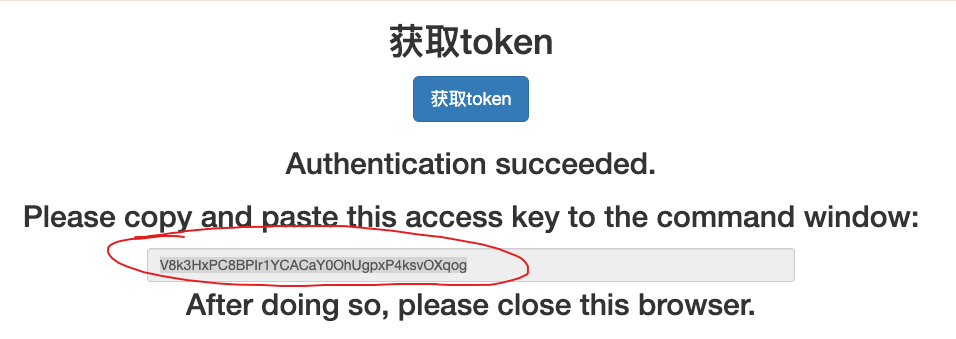 获取token
获取token
Authentication succeeded.
Please copy and paste this access key to the command window:
V8k3HxPC8BPIr1YCACaY0OhUgpxP4ksvOXqog
After doing so, please close this browser.